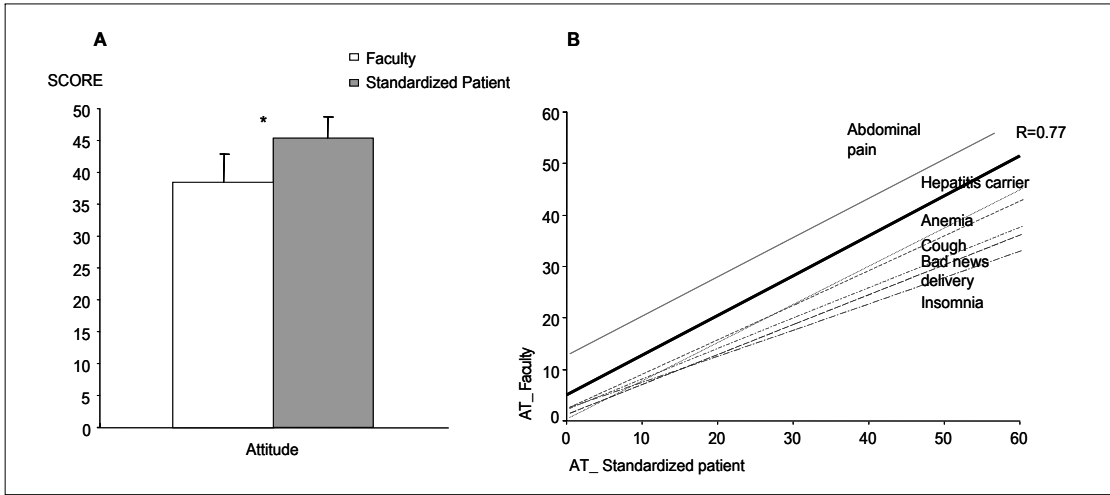 A
Faculty
Standardized Patient
SCORE
50
45
40
35
30
25
20
15
10
5
0
*
Attitude
B
60
50
40
30
20
10
0
AT_ Faculty
Abdominal
pain
R=0.77
Hepatitis carrier
Anemia
Cough
Bad news
delivery
Insomnia
0 10 20 30 40 50 60
AT_ Standardized patient